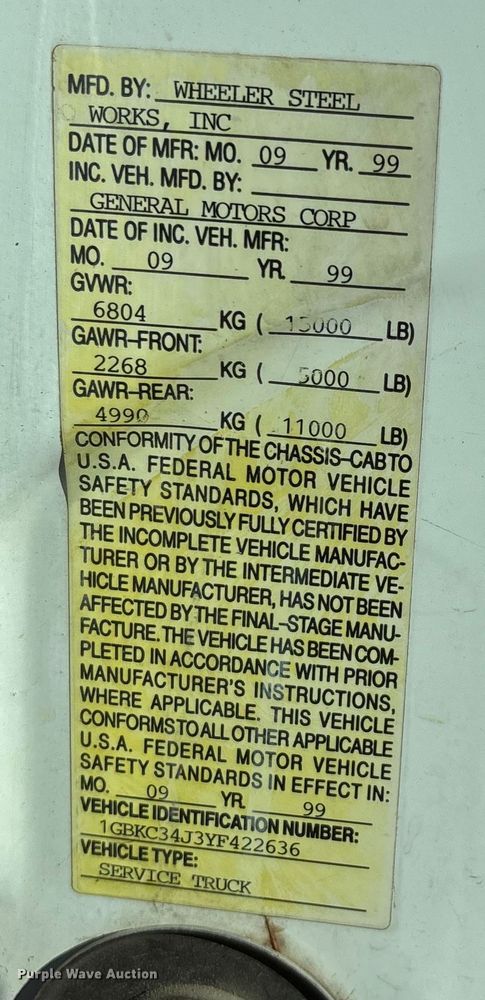 MFD. BY: WHEELER STEEL
WORKS, INC
DATE OF MFR: MO. 09 YR. 99
INC. VEH. MFD. BY:
GENERAL MOTORS CORP
DATE OF INC. VEH. MFR:
MO. 09 YR. 99
GVWR:
6804 KG ( 15000 LB)
GAWR-FRONT:
2268 KG ( 5000 LB)
GAWR-REAR:
4990 KG ( 11000 LB)
CONFORMITY OF THE CHASSIS-CAB TO
U.S.A. FEDERAL MOTOR VEHICLE
SAFETY STANDARDS, WHICH HAVE
BEEN PREVIOUSLY FULLY CERTIFIED BY
THE INCOMPLETE VEHICLE MANUFAC-
TURER OR BY THE INTERMEDIATE VE-
HICLE MANUFACTURER, HAS NOT BEEN
AFFECTED BY THE FINAL-STAGE MANU-
FACTURE. THE VEHICLE HAS BEEN COM-
PLETED IN ACCORDANCE WITH PRIOR
MANUFACTURER'S INSTRUCTIONS,
WHERE APPLICABLE. THIS VEHICLE
CONFORMS TO ALL OTHER APPLICABLE
U.S.A. FEDERAL MOTOR VEHICLE
SAFETY STANDARDS IN EFFECT IN:
MO. 09 YR. 99
VEHICLE IDENTIFICATION NUMBER:
1GBKC34J3YF422636
VEHICLE TYPE:
SERVICE TRUCK
Purple Wave Auction